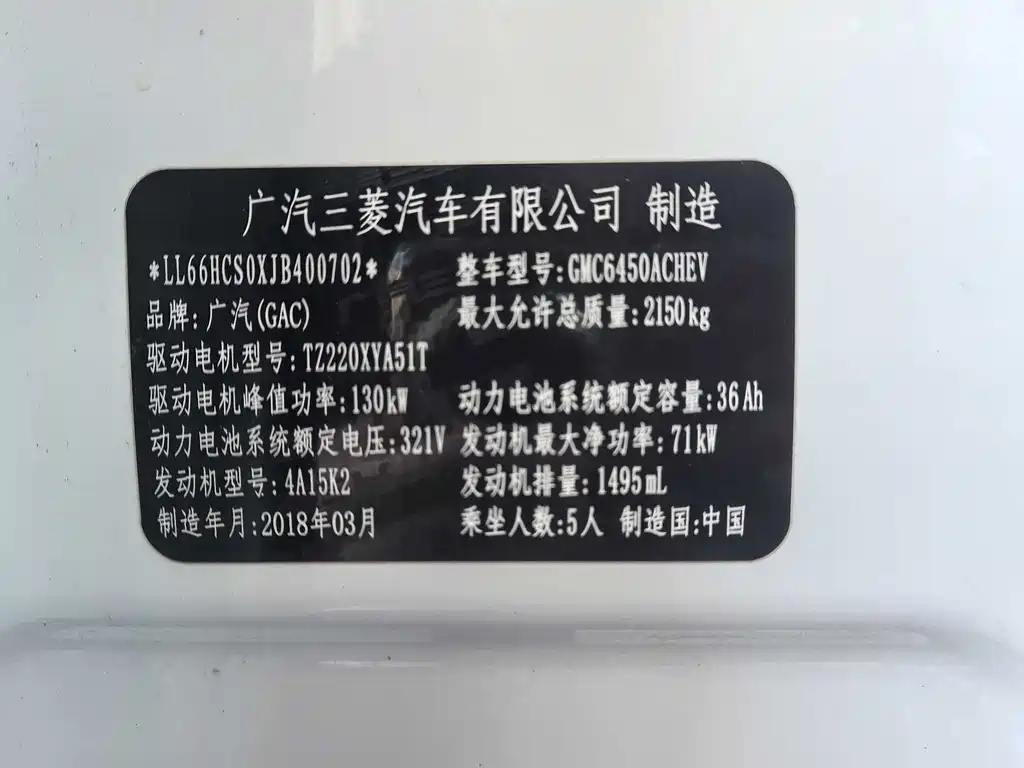 广汽三菱汽车有限公司 制造
*LL66HCS0XJB400702* 整车型号:GMC6450ACHEV
品牌:广汽(GAC) 最大允许总质量:2150kg
驱动电机型号:TZ220XYA51T
驱动电机峰值功率:130kW 动力电池系统额定容量:36Ah
动力电池系统额定电压:321V 发动机最大净功率:71kW
发动机型号:4A15K2 发动机排量:1495mL
制造年月:2018年03月 乘坐人数:5人 制造国:中国